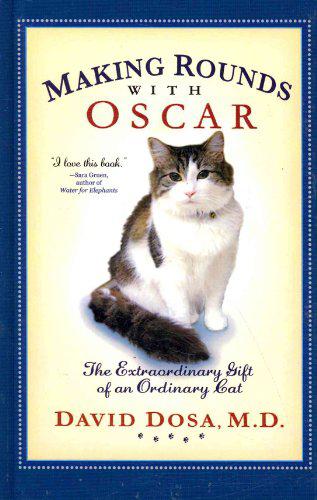 MAKING ROUNDS
WITH
OSCAR
"I love this book."
—Sara Gruen,
author of
Water for Elephants
The Extraordinary Gift
of an Ordinary Cat
DAVID DOSA, M.D.